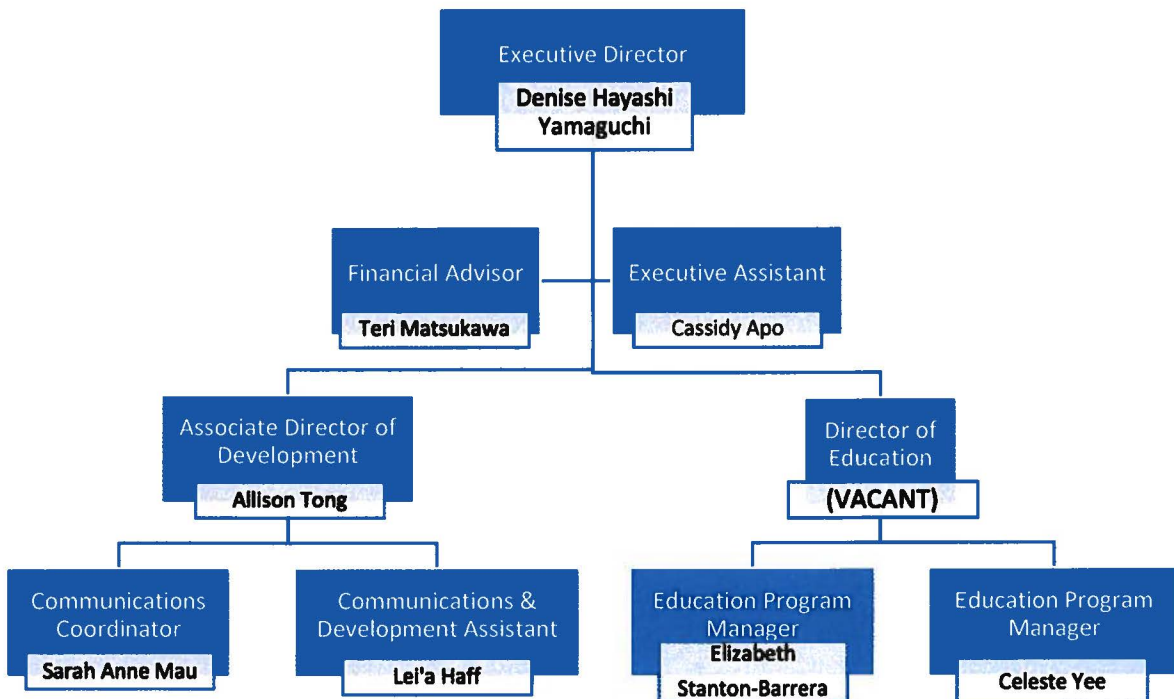 Executive Director
Denise Hayashi
Yamaguchi
Financial Advisor
Teri Matsukawa
Executive Assistant
Cassidy Apo
Associate Director of
Development
Allison Tong
Director of
Education
(VACANT)
Communications
Coordinator
Sarah Anne Mau
Communications &
Development Assistant
Lei'a Haff
Education Program
Manager
Elizabeth
Stanton-Barrera
Education Program
Manager
Celeste Yee